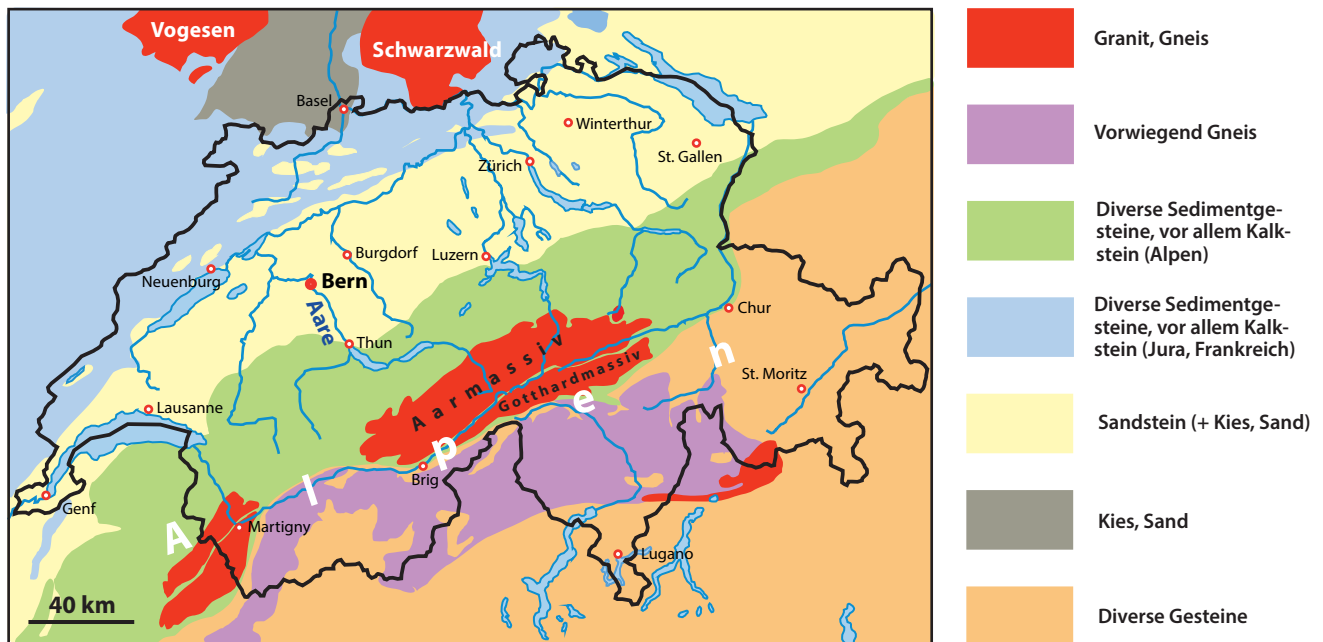 Vogesen
Schwarzwald
Basel
Winterthur
St. Gallen
Zürich
Burgdorf
Luzern
Neuenburg
Bern
Aare
Thun
Chur
St. Moritz
Aarmassiv
Gotthardmassiv
Alpen
Lausanne
Brig
Genf
Martigny
Lugano
40 km
Granit, Gneis
Vorwiegend Gneis
Diverse Sedimentge-
steine, vor allem Kalk-
stein (Alpen)
Diverse Sedimentge-
steine, vor allem Kalk-
stein (Jura, Frankreich)
Sandstein (+ Kies, Sand)
Kies, Sand
Diverse Gesteine